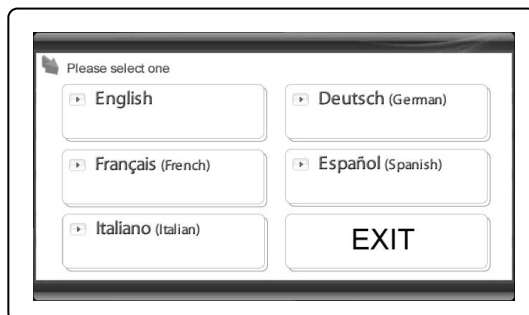 Please select one
English
Deutsch (German)
Français (French)
Español (Spanish)
Italiano (Italian)
EXIT